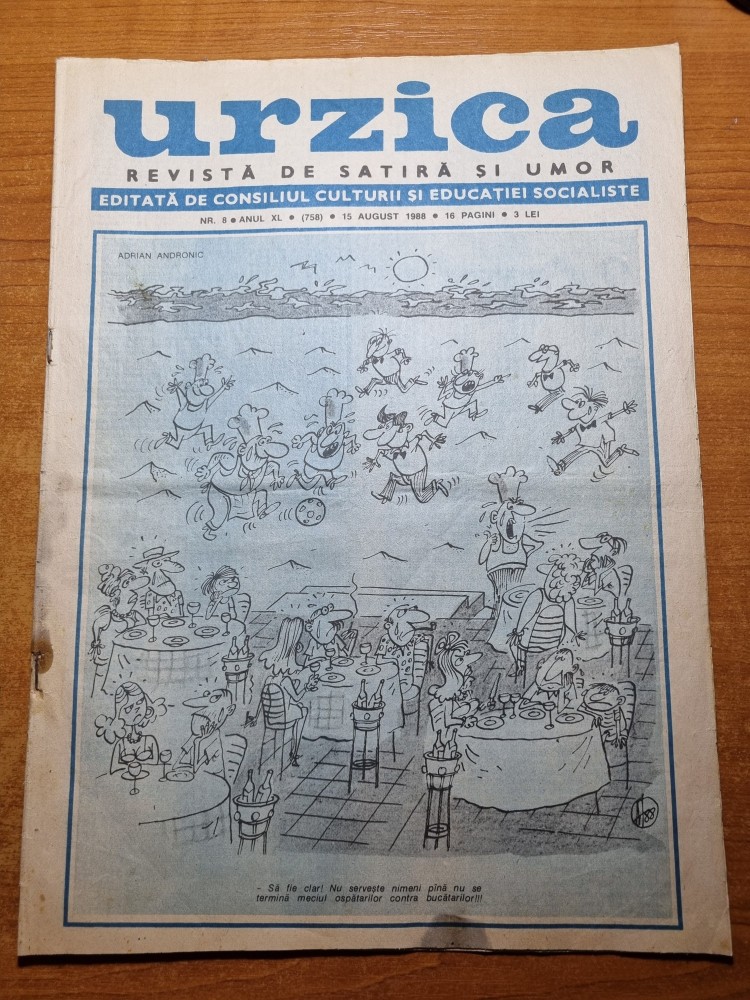 urzica
REVISTĂ DE SATIRĂ ȘI UMOR
EDITATĂ DE CONSILIUL CULTURII ȘI EDUCAȚIEI SOCIALISTE
NR. 8 • ANUL XL • (758) • 15 AUGUST 1988 • 16 PAGINI • 3 LEI
ADRIAN ANDRONIC
- Să fie clar! Nu servește nimeni pînă nu se
termină meciul ospătarilor contra bucătarilor!!!